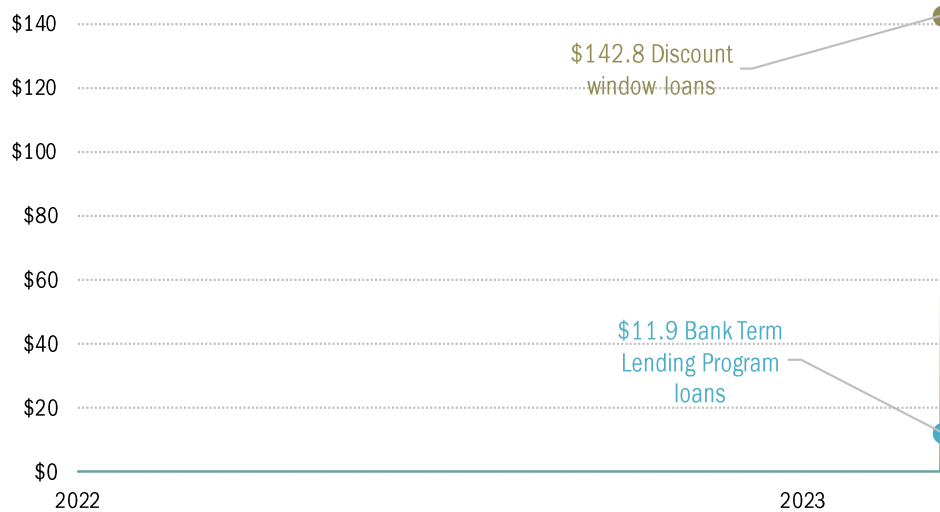 $140
$142.8 Discount
window loans
$120
$100
$80
$60
$11.9 Bank Term
$40
Lending Program
loans
$20
$0
2022
2023